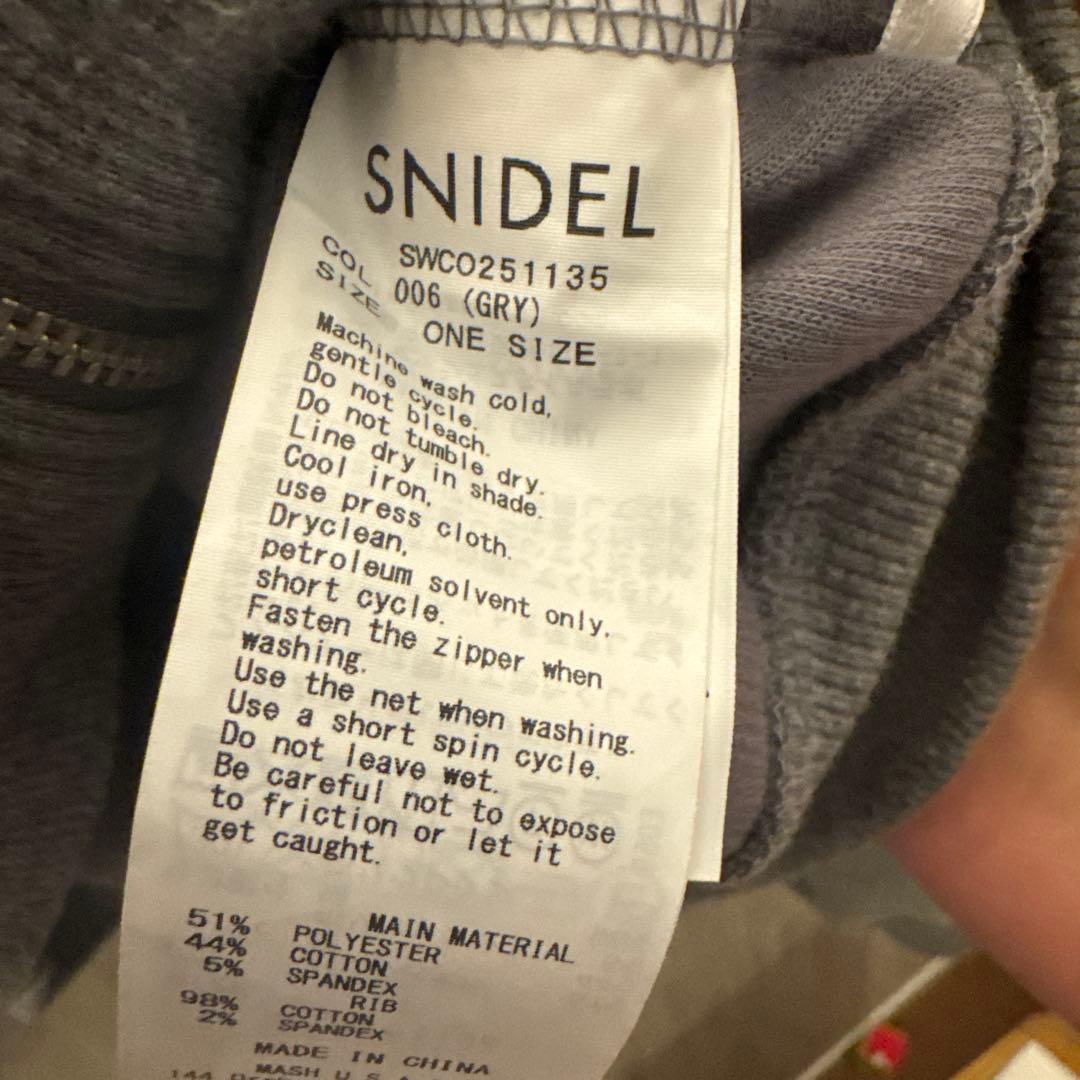 SNIDEL
SWCO251135
COL 006 (GRY)
SIZE ONE SIZE
Machine wash cold,
gentle cycle.
Do not bleach.
Do not tumble dry.
Line dry in shade.
Cool iron,
use press cloth.
Dryclean,
petroleum solvent only,
short cycle.
Fasten the zipper when
washing.
Use the net when washing.
Use a short spin cycle.
Do not leave wet.
Be careful not to expose
to friction or let it
get caught.
MAIN MATERIAL
51% POLYESTER
44% COTTON
5% SPANDEX
RIB
98% COTTON
2% SPANDEX
MADE IN CHINA
MASH U S A
144